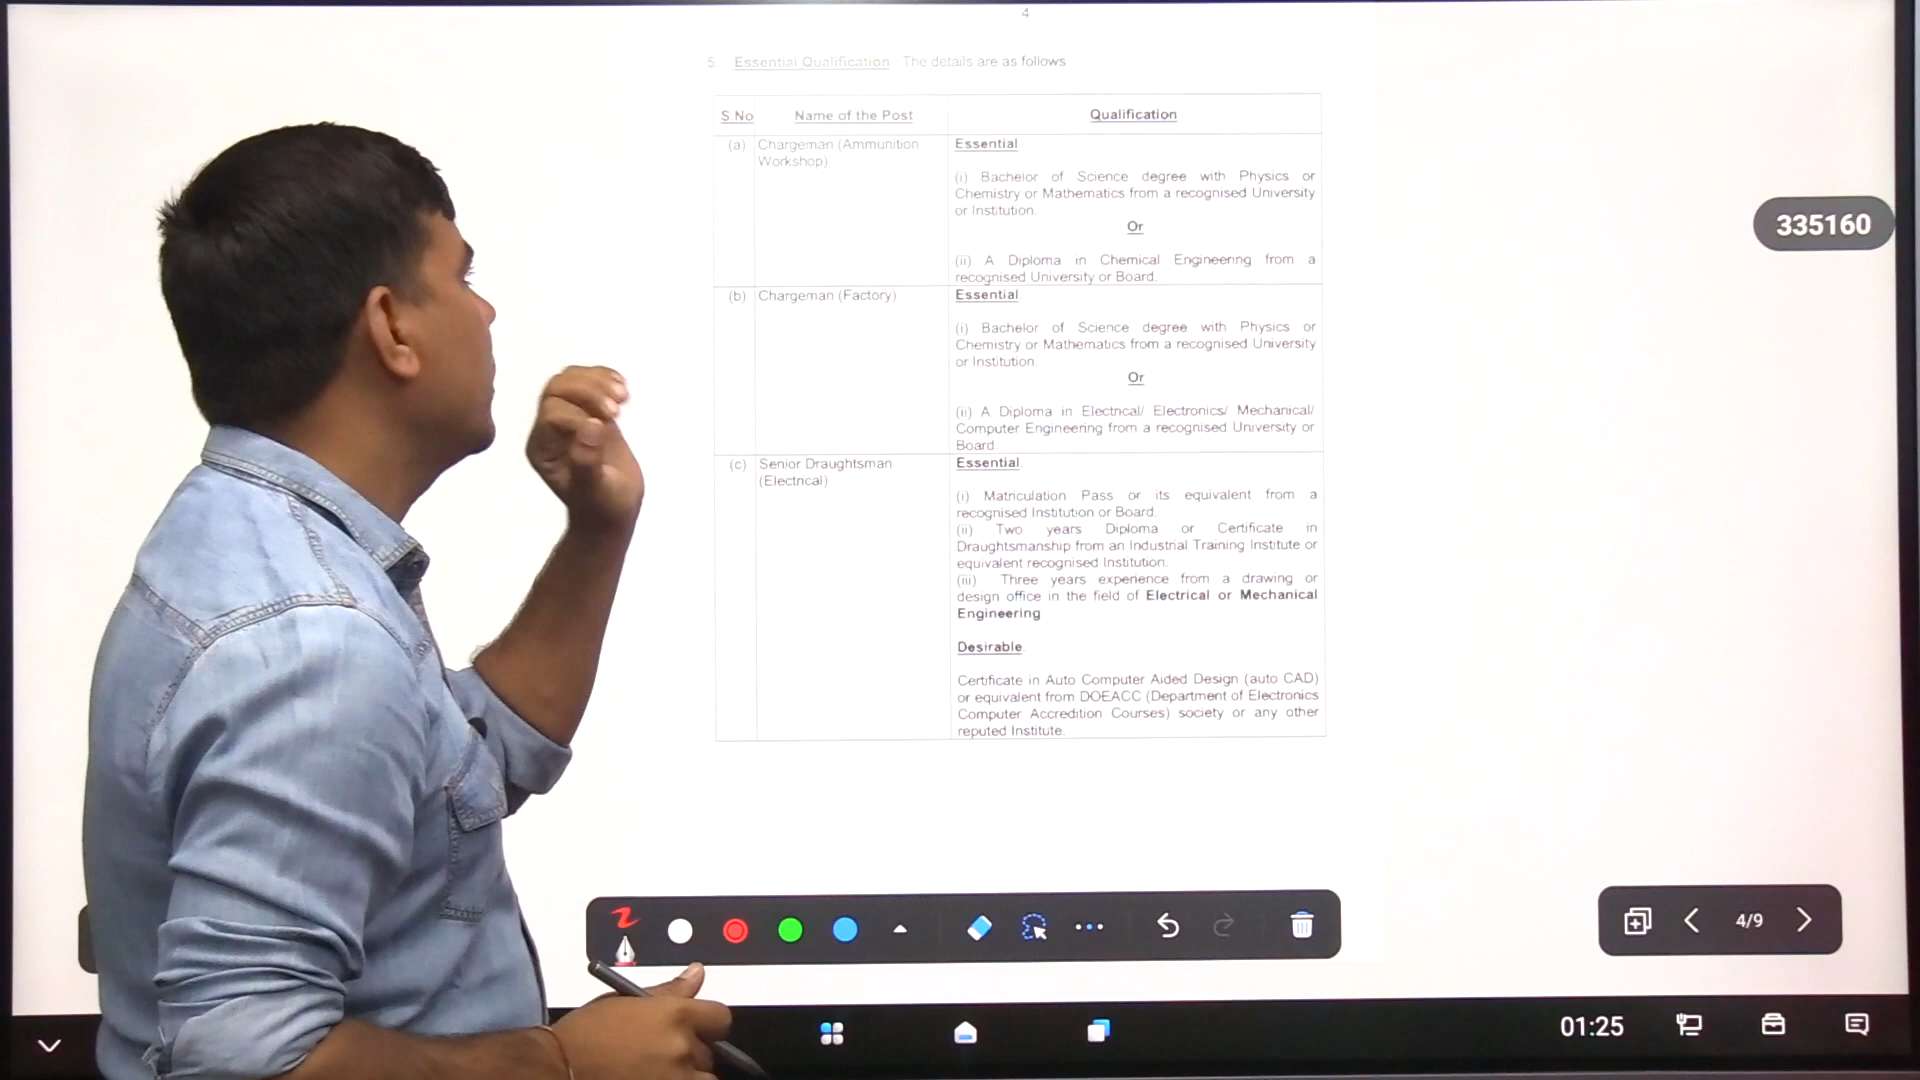 4
5 Essential Qualification The details are as follows
S.No Name of the Post Qualification
(a) Chargeman (Ammunition Workshop)
Essential
(i) Bachelor of Science degree with Physics or
Chemistry or Mathematics from a recognised University
or Institution.
Or
(ii) A Diploma in Chemical Engineering from a
recognised University or Board.
(b) Chargeman (Factory)
Essential
(i) Bachelor of Science degree with Physics or
Chemistry or Mathematics from a recognised University
or Institution.
Or
(ii) A Diploma in Electrical/ Electronics/ Mechanical/
Computer Engineering from a recognised University or
Board
(c) Senior Draughtsman
(Electrical)
Essential
(i) Matriculation Pass or its equivalent from a
recognised Institution or Board.
(ii) Two years Diploma or Certificate in
Draughtsmanship from an Industrial Training Institute or
equivalent recognised Institution.
(iii) Three years experience from a drawing or
design office in the field of Electrical or Mechanical
Engineering
Desirable
Certificate in Auto Computer Aided Design (auto CAD)
or equivalent from DOEACC (Department of Electronics
Computer Accredition Courses) society or any other
reputed Institute.
335160
4/9
01:25